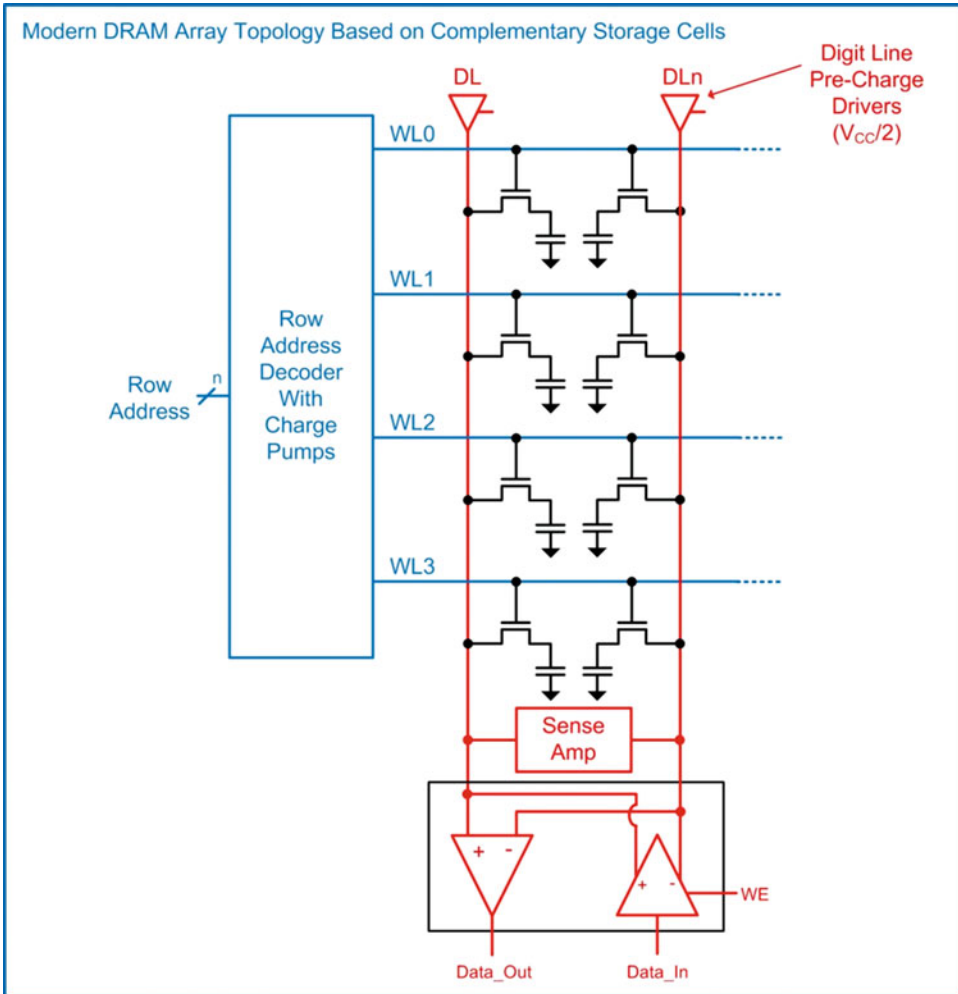 Modern DRAM Array Topology Based on Complementary Storage Cells
DL
DLn
Digit Line
Pre-Charge
Drivers
(VCC/2)
WL0
WL1
Row
Address
Decoder
With
Charge
Pumps
Row
Address
n
WL2
WL3
Sense
Amp
+ -
+ -
WE
Data_Out
Data_In